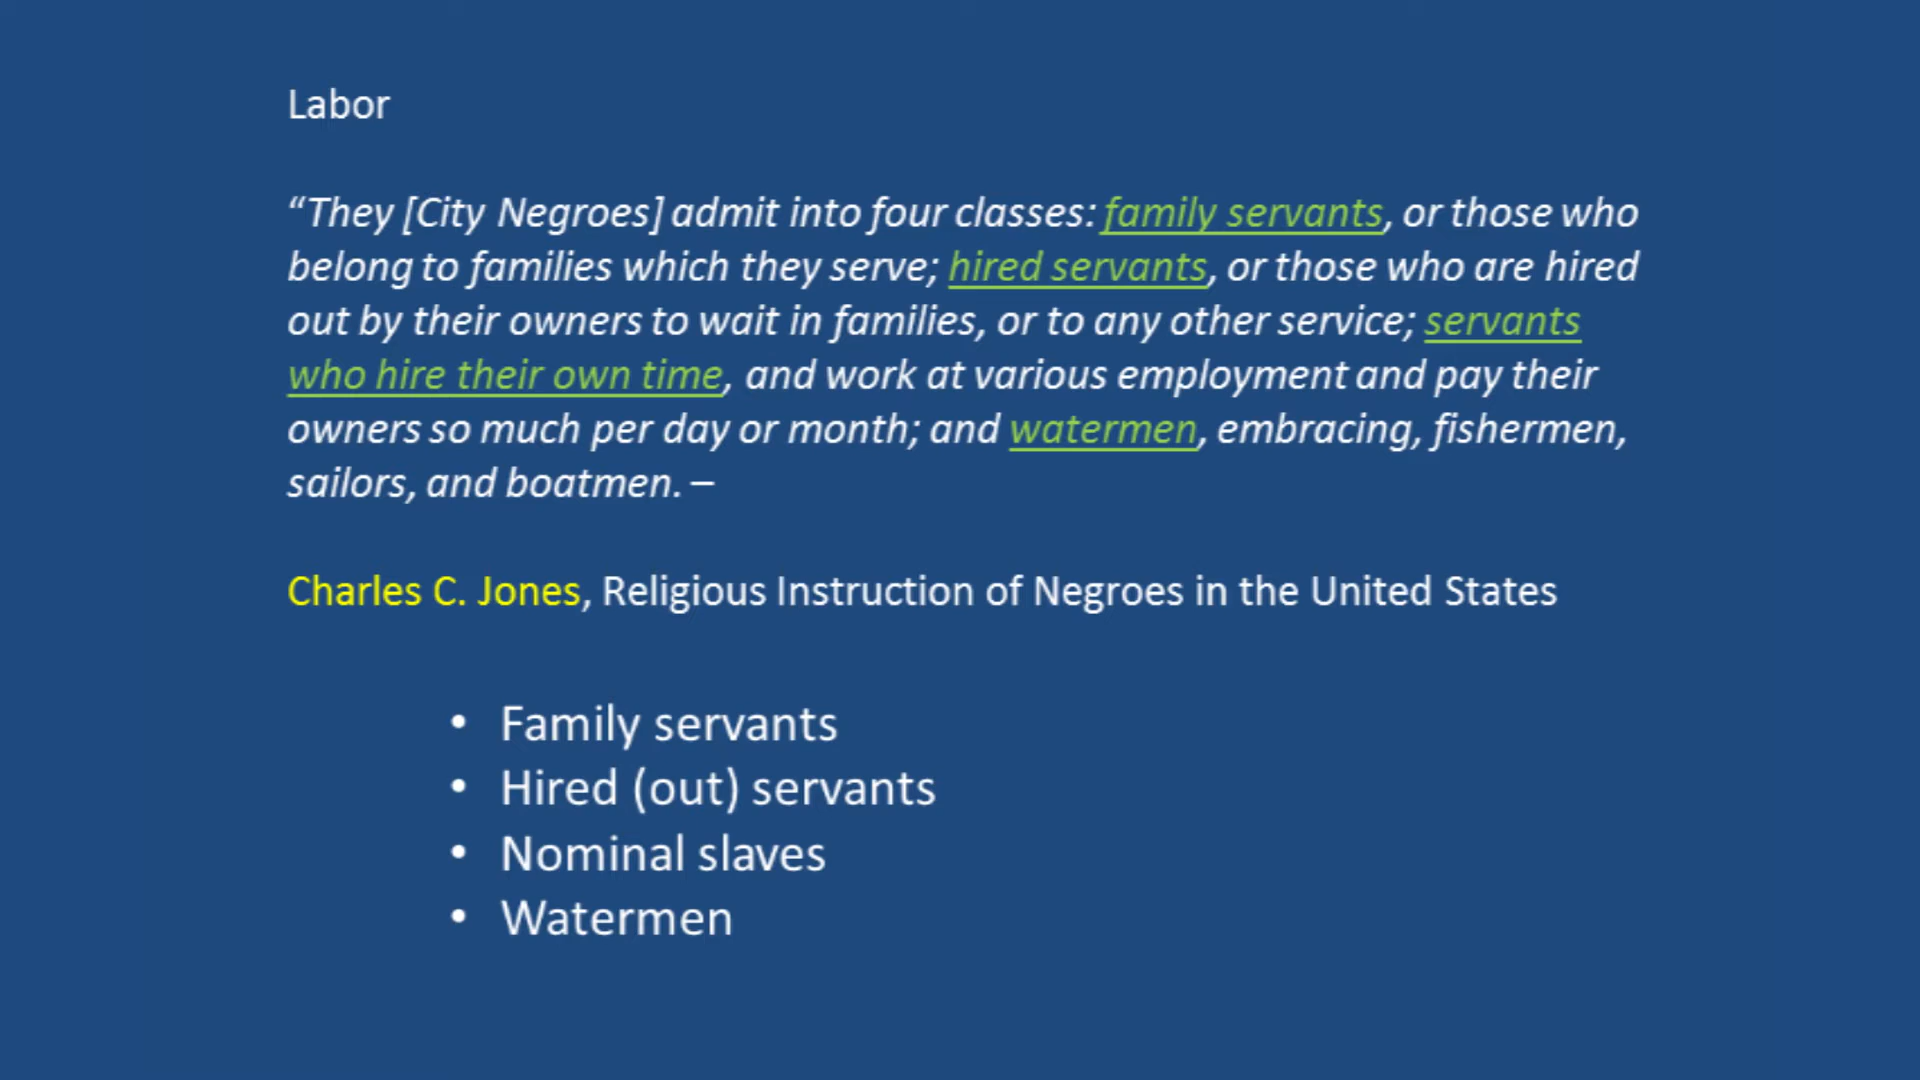 Labor
“They [City Negroes] admit into four classes: family servants, or those who
belong to families which they serve; hired servants, or those who are hired
out by their owners to wait in families, or to any other service; servants
who hire their own time, and work at various employment and pay their
owners so much per day or month; and watermen, embracing, fishermen,
sailors, and boatmen. –
Charles C. Jones, Religious Instruction of Negroes in the United States
• Family servants
• Hired (out) servants
• Nominal slaves
• Watermen